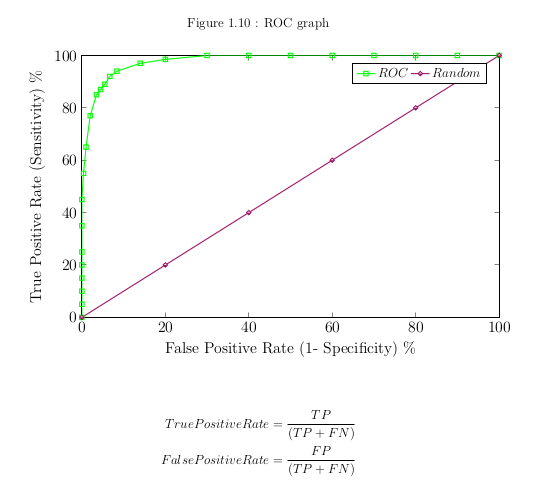 Figure 1.10 : ROC graph
True Positive Rate (Sensitivity) %
100
80
60
40
20
0
ROC Random
0 20 40 60 80 100
False Positive Rate (1- Specificity) %
TruePositiveRate = TP / (TP + FN)
FalsePositiveRate = FP / (TP + FN)